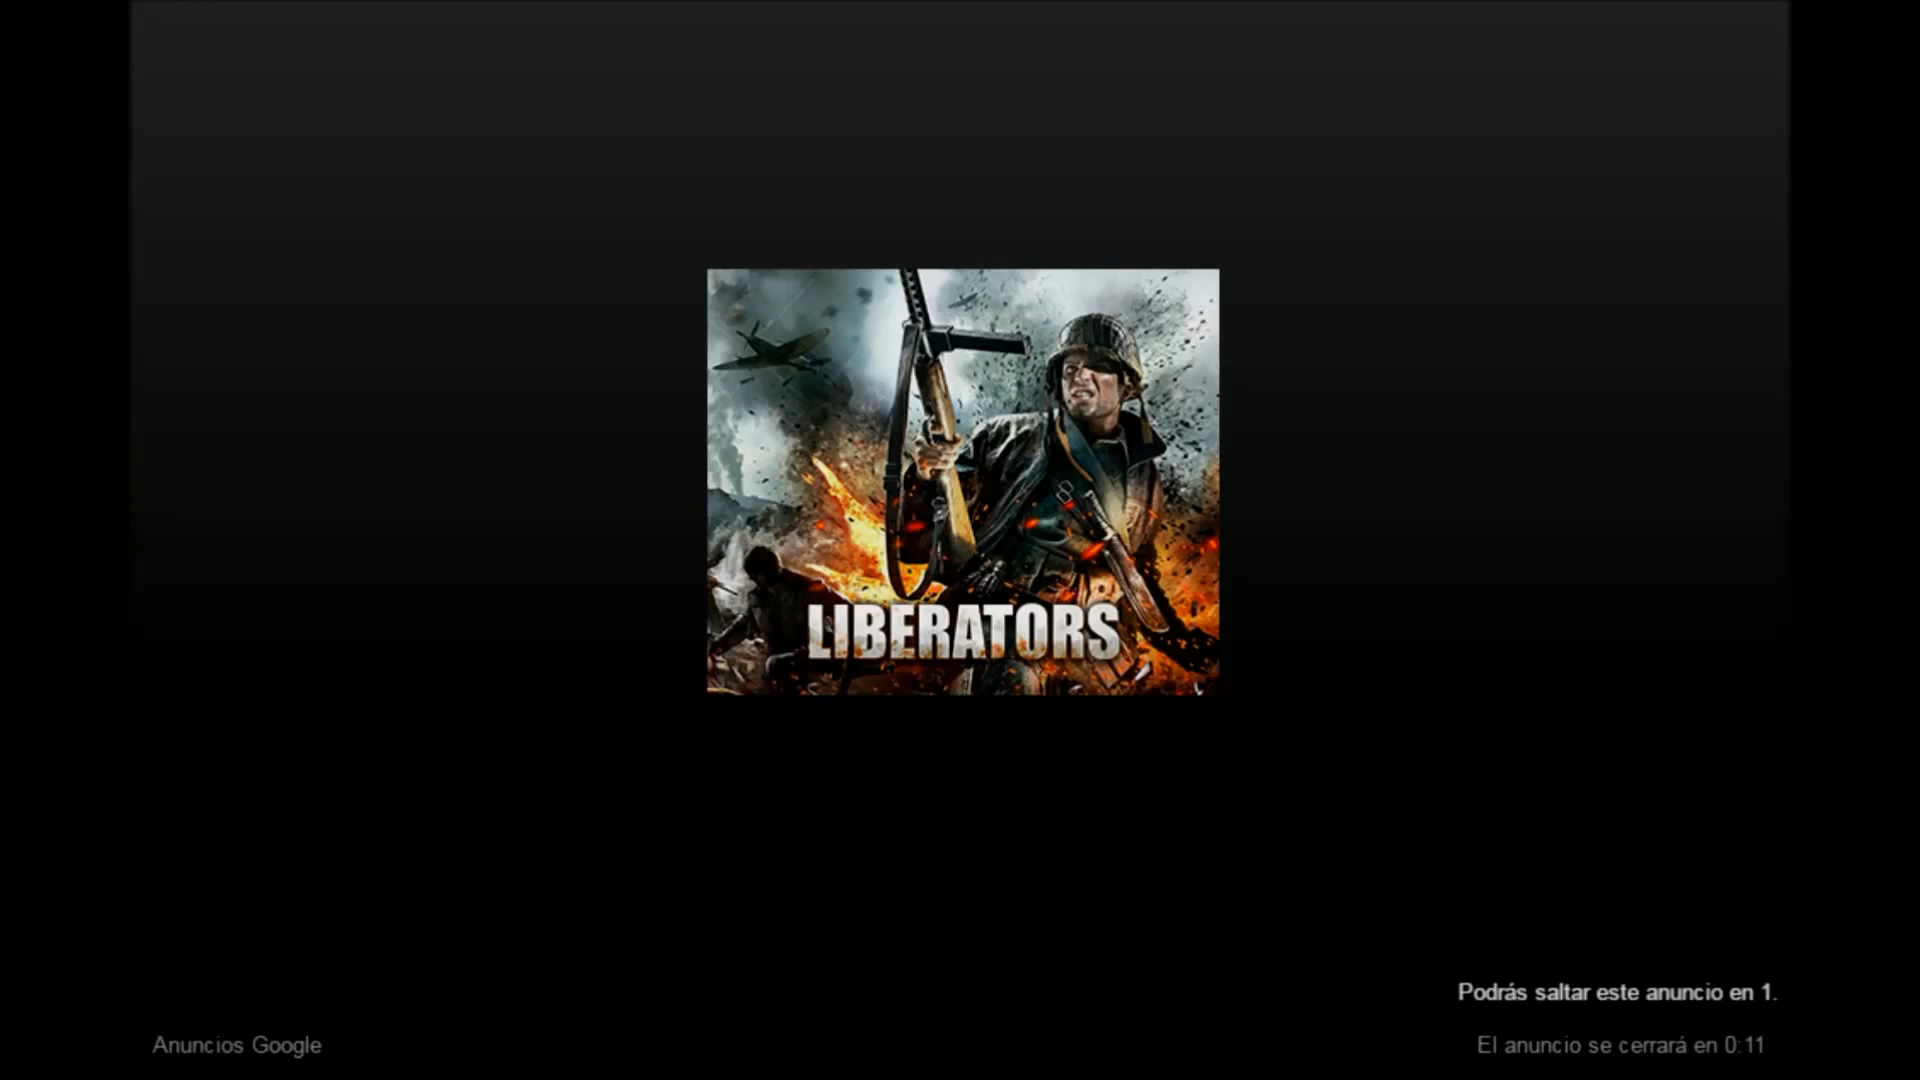 LIBERATORS
Podrás saltar este anuncio en 1.
Anuncios Google
El anuncio se cerrará en 0:11